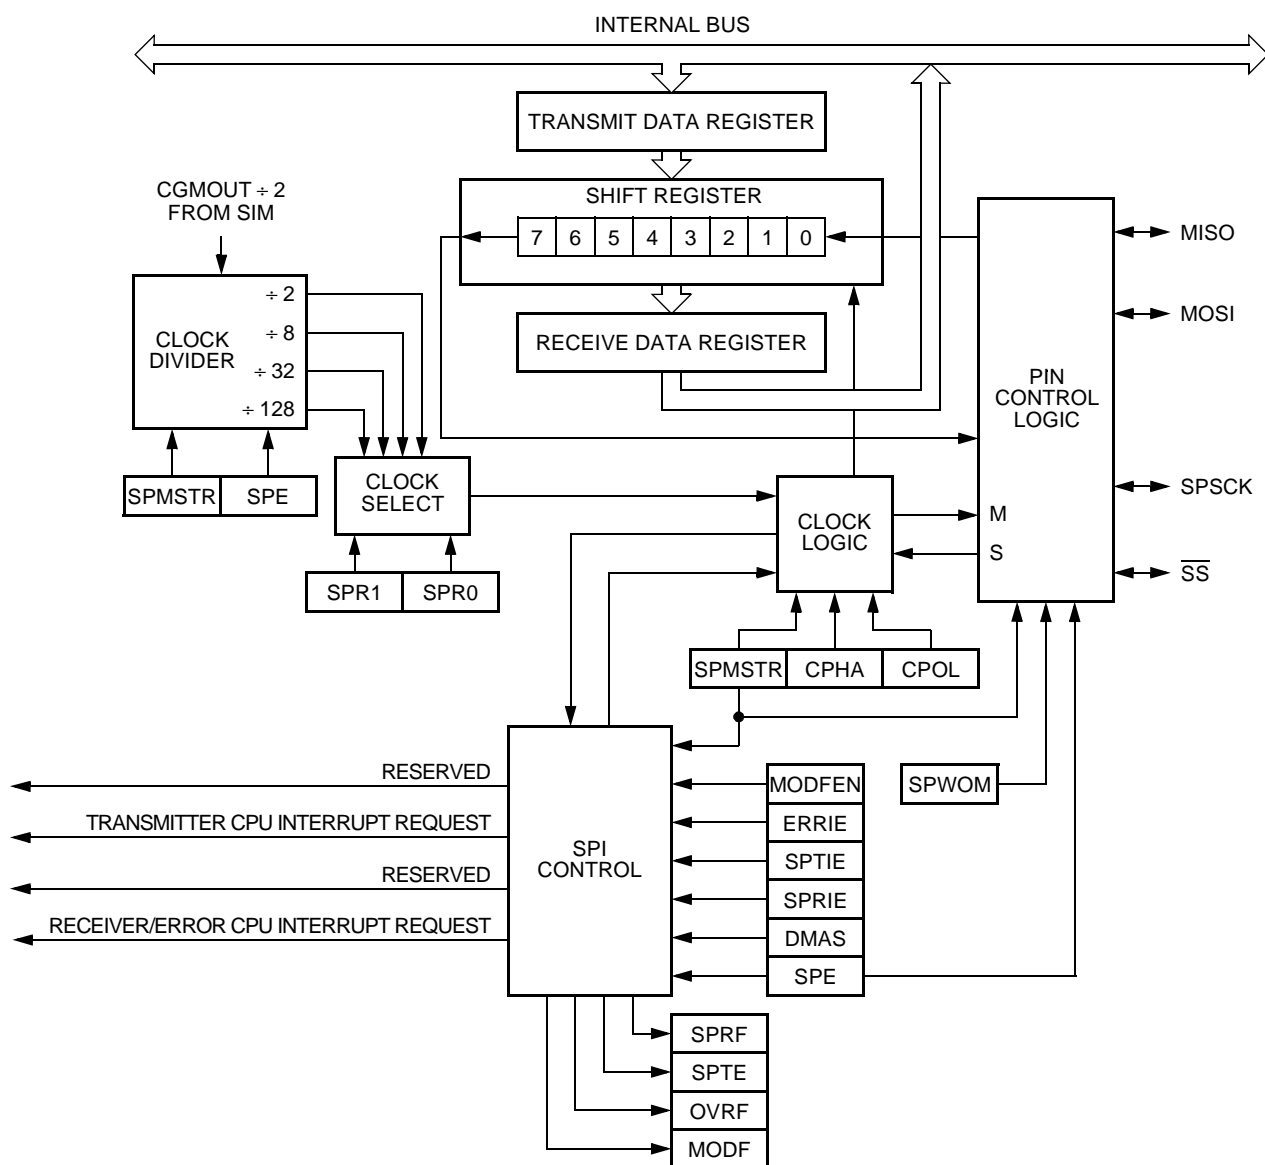 INTERNAL BUS
TRANSMIT DATA REGISTER
CGMOUT ÷ 2
FROM SIM
SHIFT REGISTER
7 6 5 4 3 2 1 0
MISO
÷ 2
MOSI
CLOCK
DIVIDER
÷ 8
RECEIVE DATA REGISTER
÷ 32
PIN
CONTROL
LOGIC
÷ 128
SPMSTR SPE
CLOCK
SELECT
SPSCK
M
CLOCK
LOGIC
S
S̅S̅
SPR1 SPR0
SPMSTR CPHA CPOL
RESERVED
MODFEN
SPWOM
TRANSMITTER CPU INTERRUPT REQUEST
ERRIE
SPI
CONTROL
SPTIE
RESERVED
SPRIE
RECEIVER/ERROR CPU INTERRUPT REQUEST
DMAS
SPE
SPRF
SPTE
OVRF
MODF